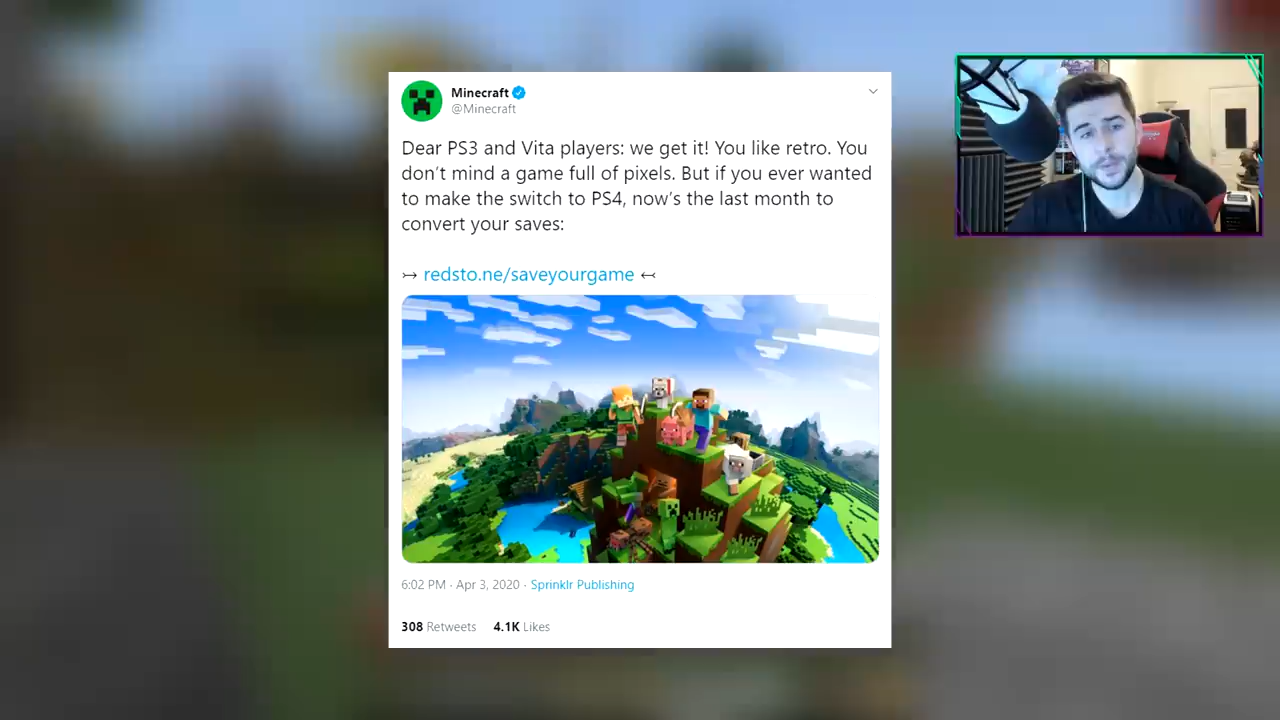 Minecraft
@Minecraft
Dear PS3 and Vita players: we get it! You like retro. You
don’t mind a game full of pixels. But if you ever wanted
to make the switch to PS4, now’s the last month to
convert your saves:
↣ redsto.ne/saveyourgame ↢
6:02 PM · Apr 3, 2020 · Sprinklr Publishing
308 Retweets 4.1K Likes